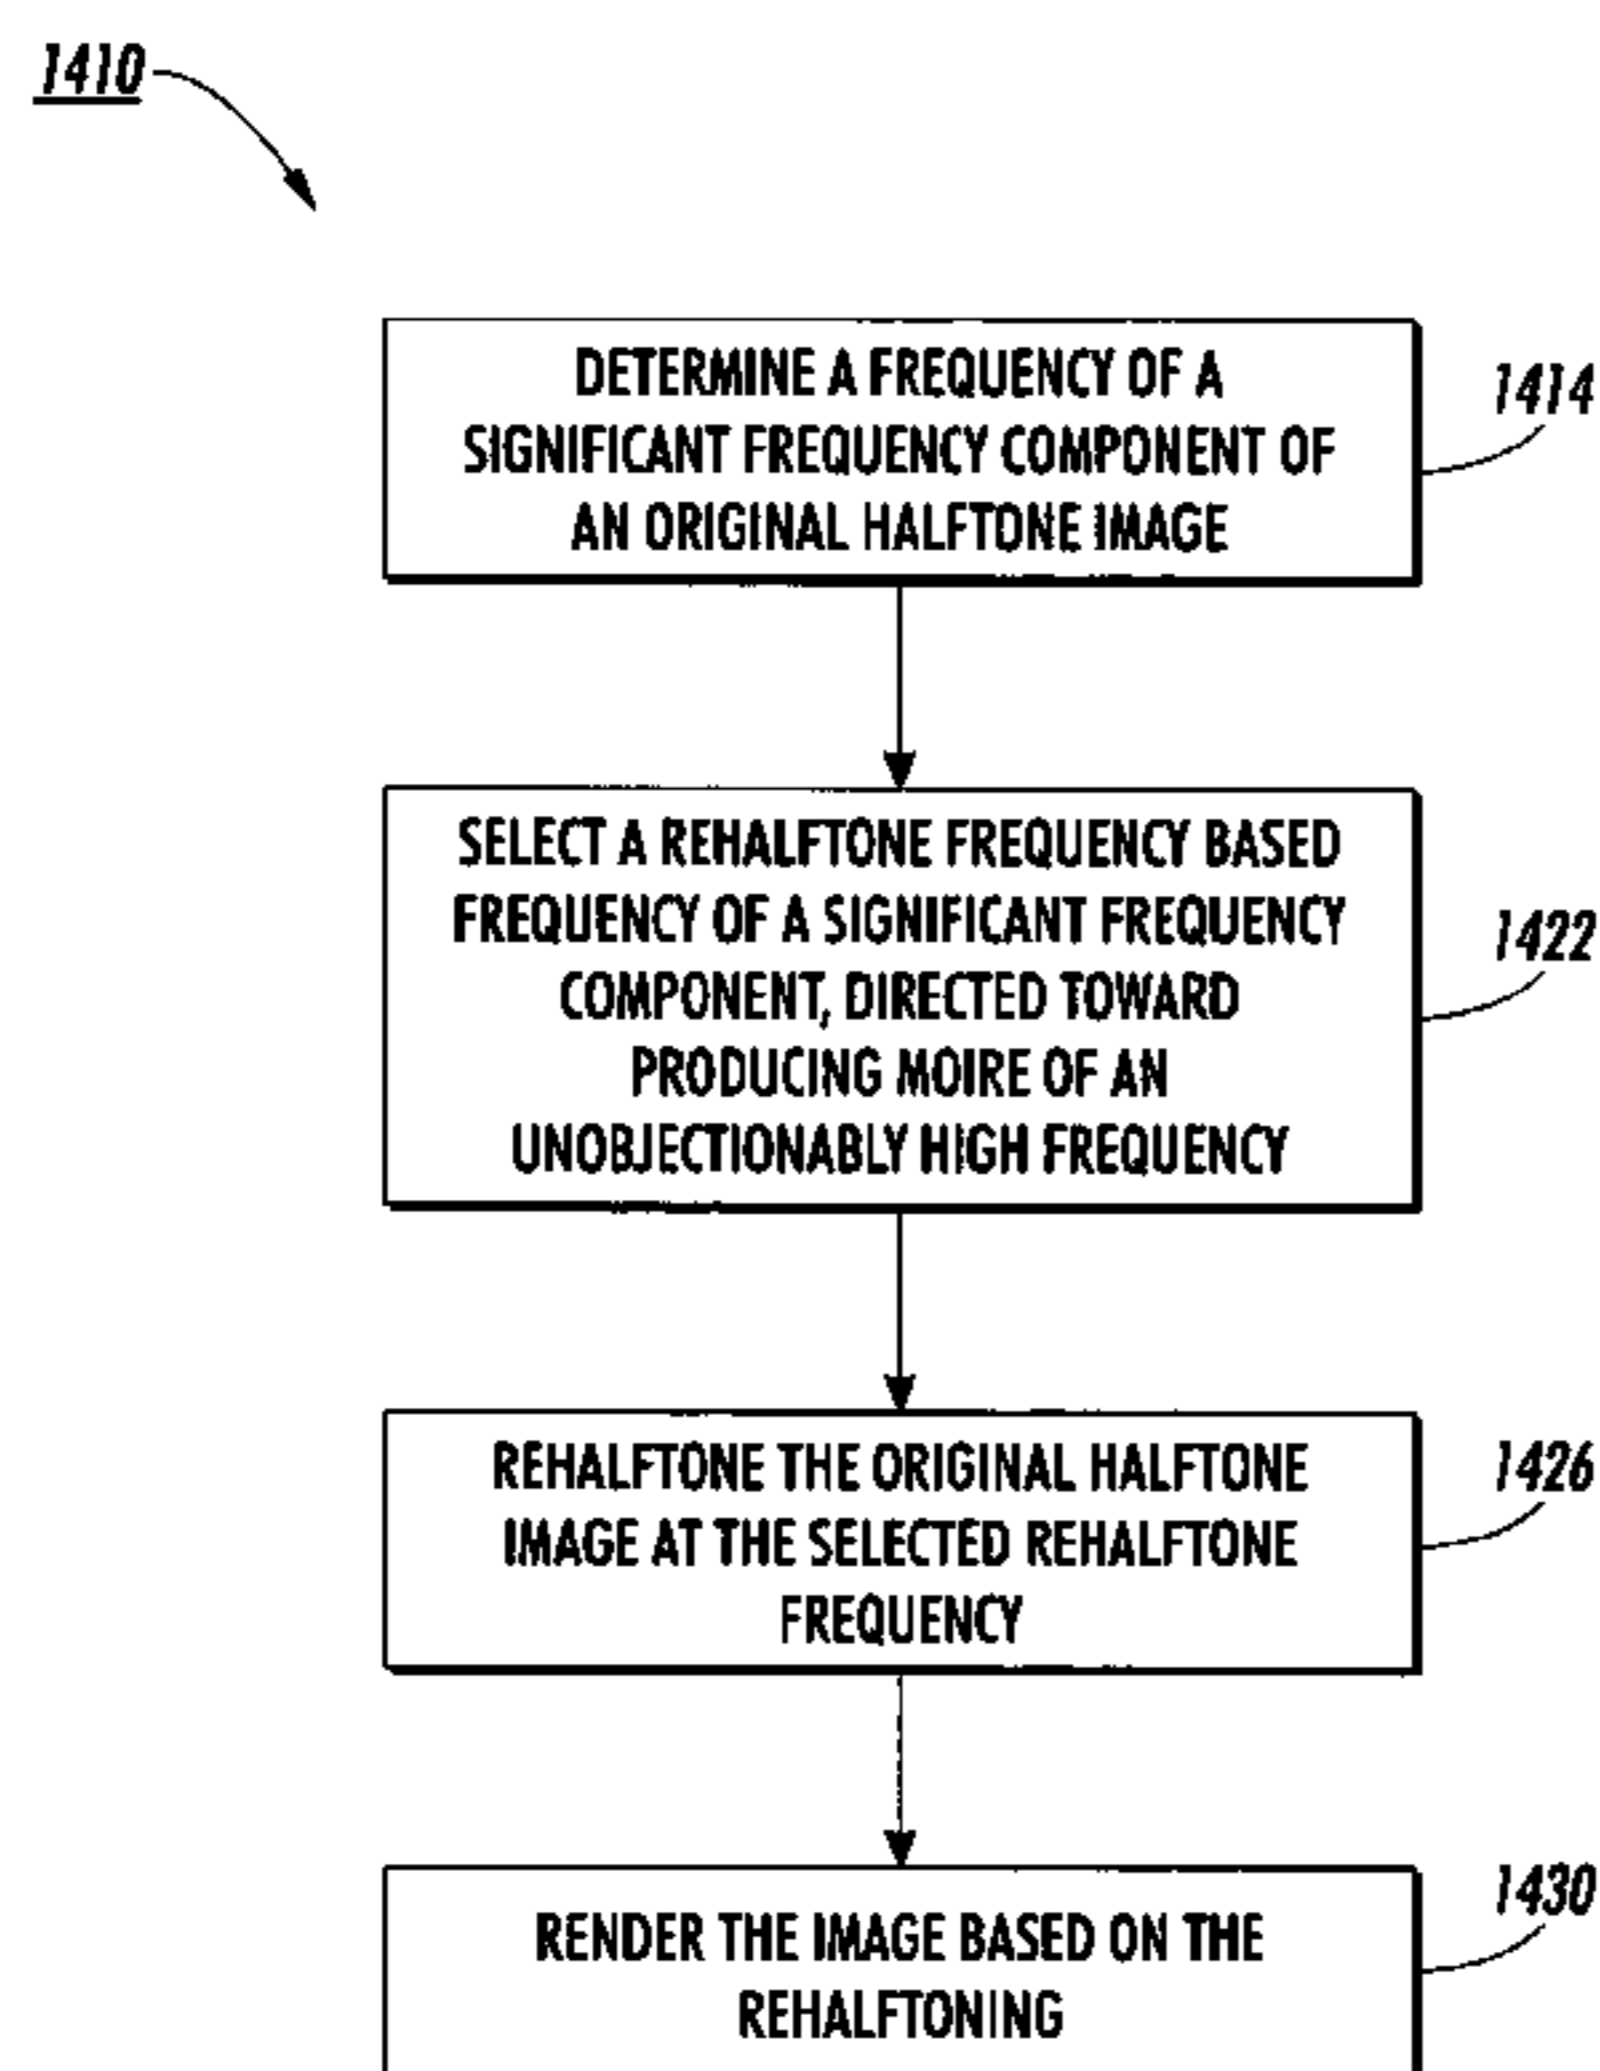 1410
DETERMINE A FREQUENCY OF A
SIGNIFICANT FREQUENCY COMPONENT OF
AN ORIGINAL HALFTONE IMAGE
1414
SELECT A REHALFTONE FREQUENCY BASED
FREQUENCY OF A SIGNIFICANT FREQUENCY
COMPONENT, DIRECTED TOWARD
PRODUCING MOIRE OF AN
UNOBJECTIONABLY HIGH FREQUENCY
1422
REHALFTONE THE ORIGINAL HALFTONE
IMAGE AT THE SELECTED REHALFTONE
FREQUENCY
1426
RENDER THE IMAGE BASED ON THE
REHALFTONING
1430